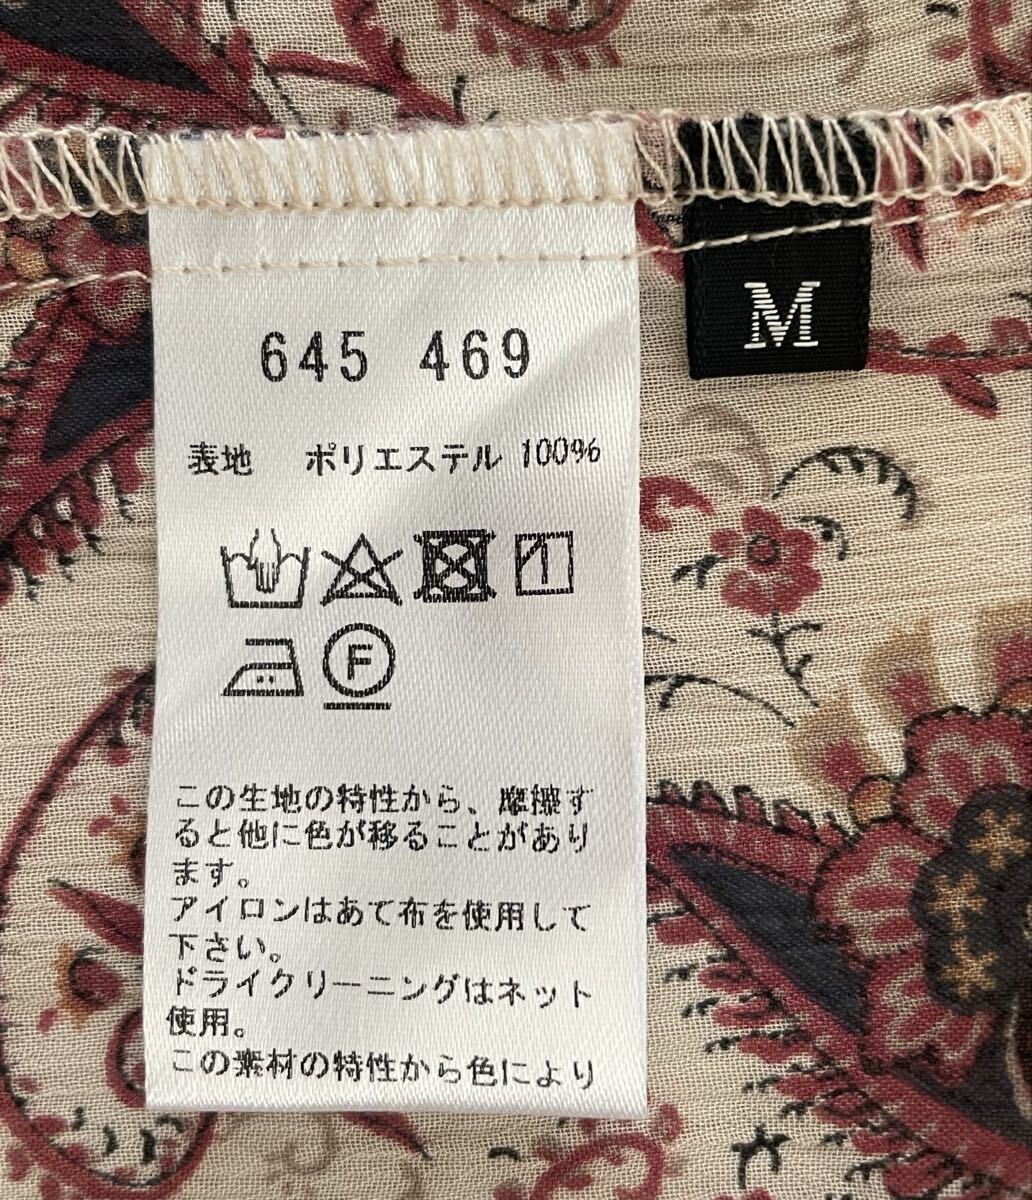 645 469
M
表地 ポリエステル 100%
F
この生地の特性から、摩擦す
ると他に色が移ることがあり
ます。
アイロンはあて布を使用して
下さい。
ドライクリーニングはネット
使用。
この素材の特性から色により